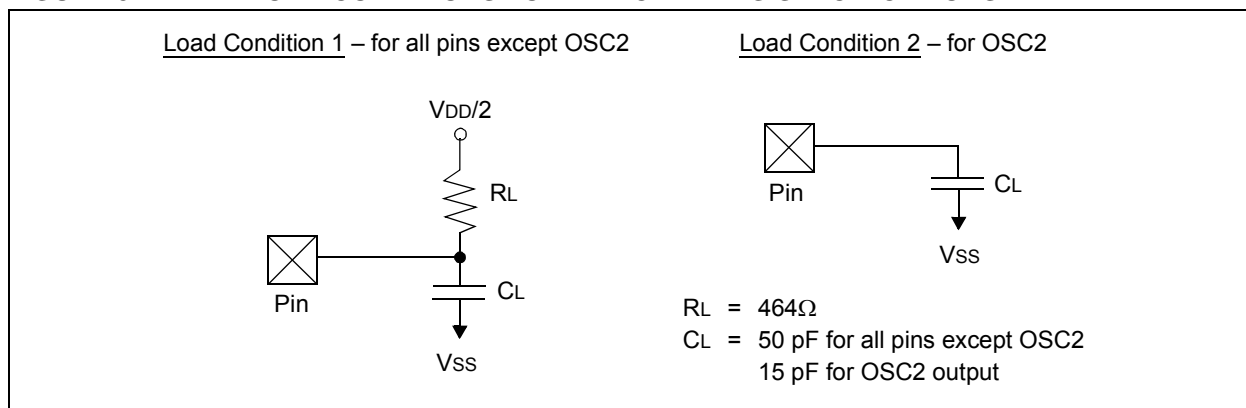 Load Condition 1 – for all pins except OSC2
VDD/2
RL
Pin
CL
VSS
Load Condition 2 – for OSC2
Pin
CL
VSS
RL = 464Ω
CL = 50 pF for all pins except OSC2
15 pF for OSC2 output